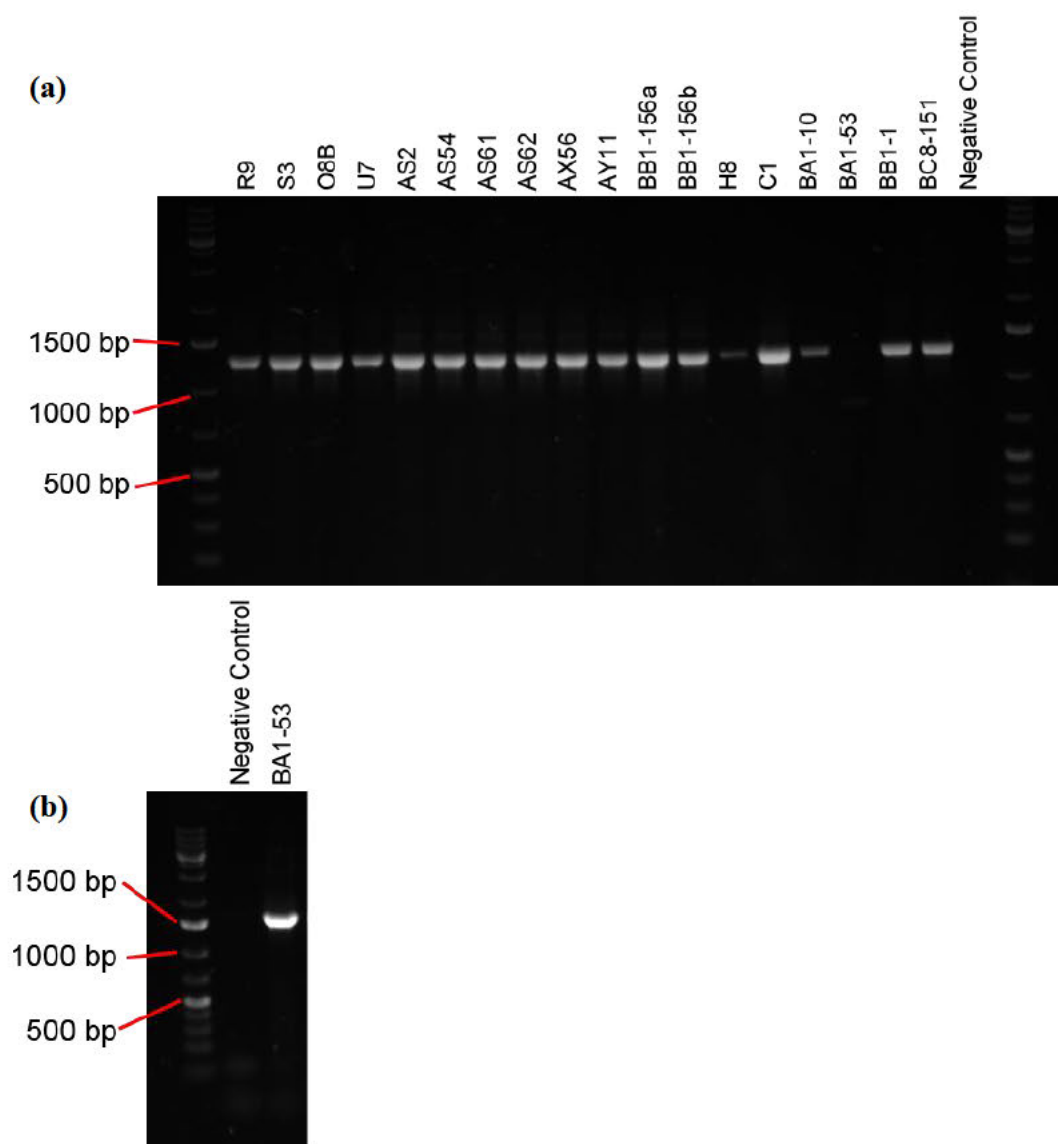 (a)
R9
S3
O8B
U7
AS2
AS54
AS61
AS62
AX56
AY11
BB1-156a
BB1-156b
H8
C1
BA1-10
BA1-53
BB1-1
BC8-151
Negative Control
1500 bp
1000 bp
500 bp
Negative Control
BA1-53
(b)
1500 bp
1000 bp
500 bp